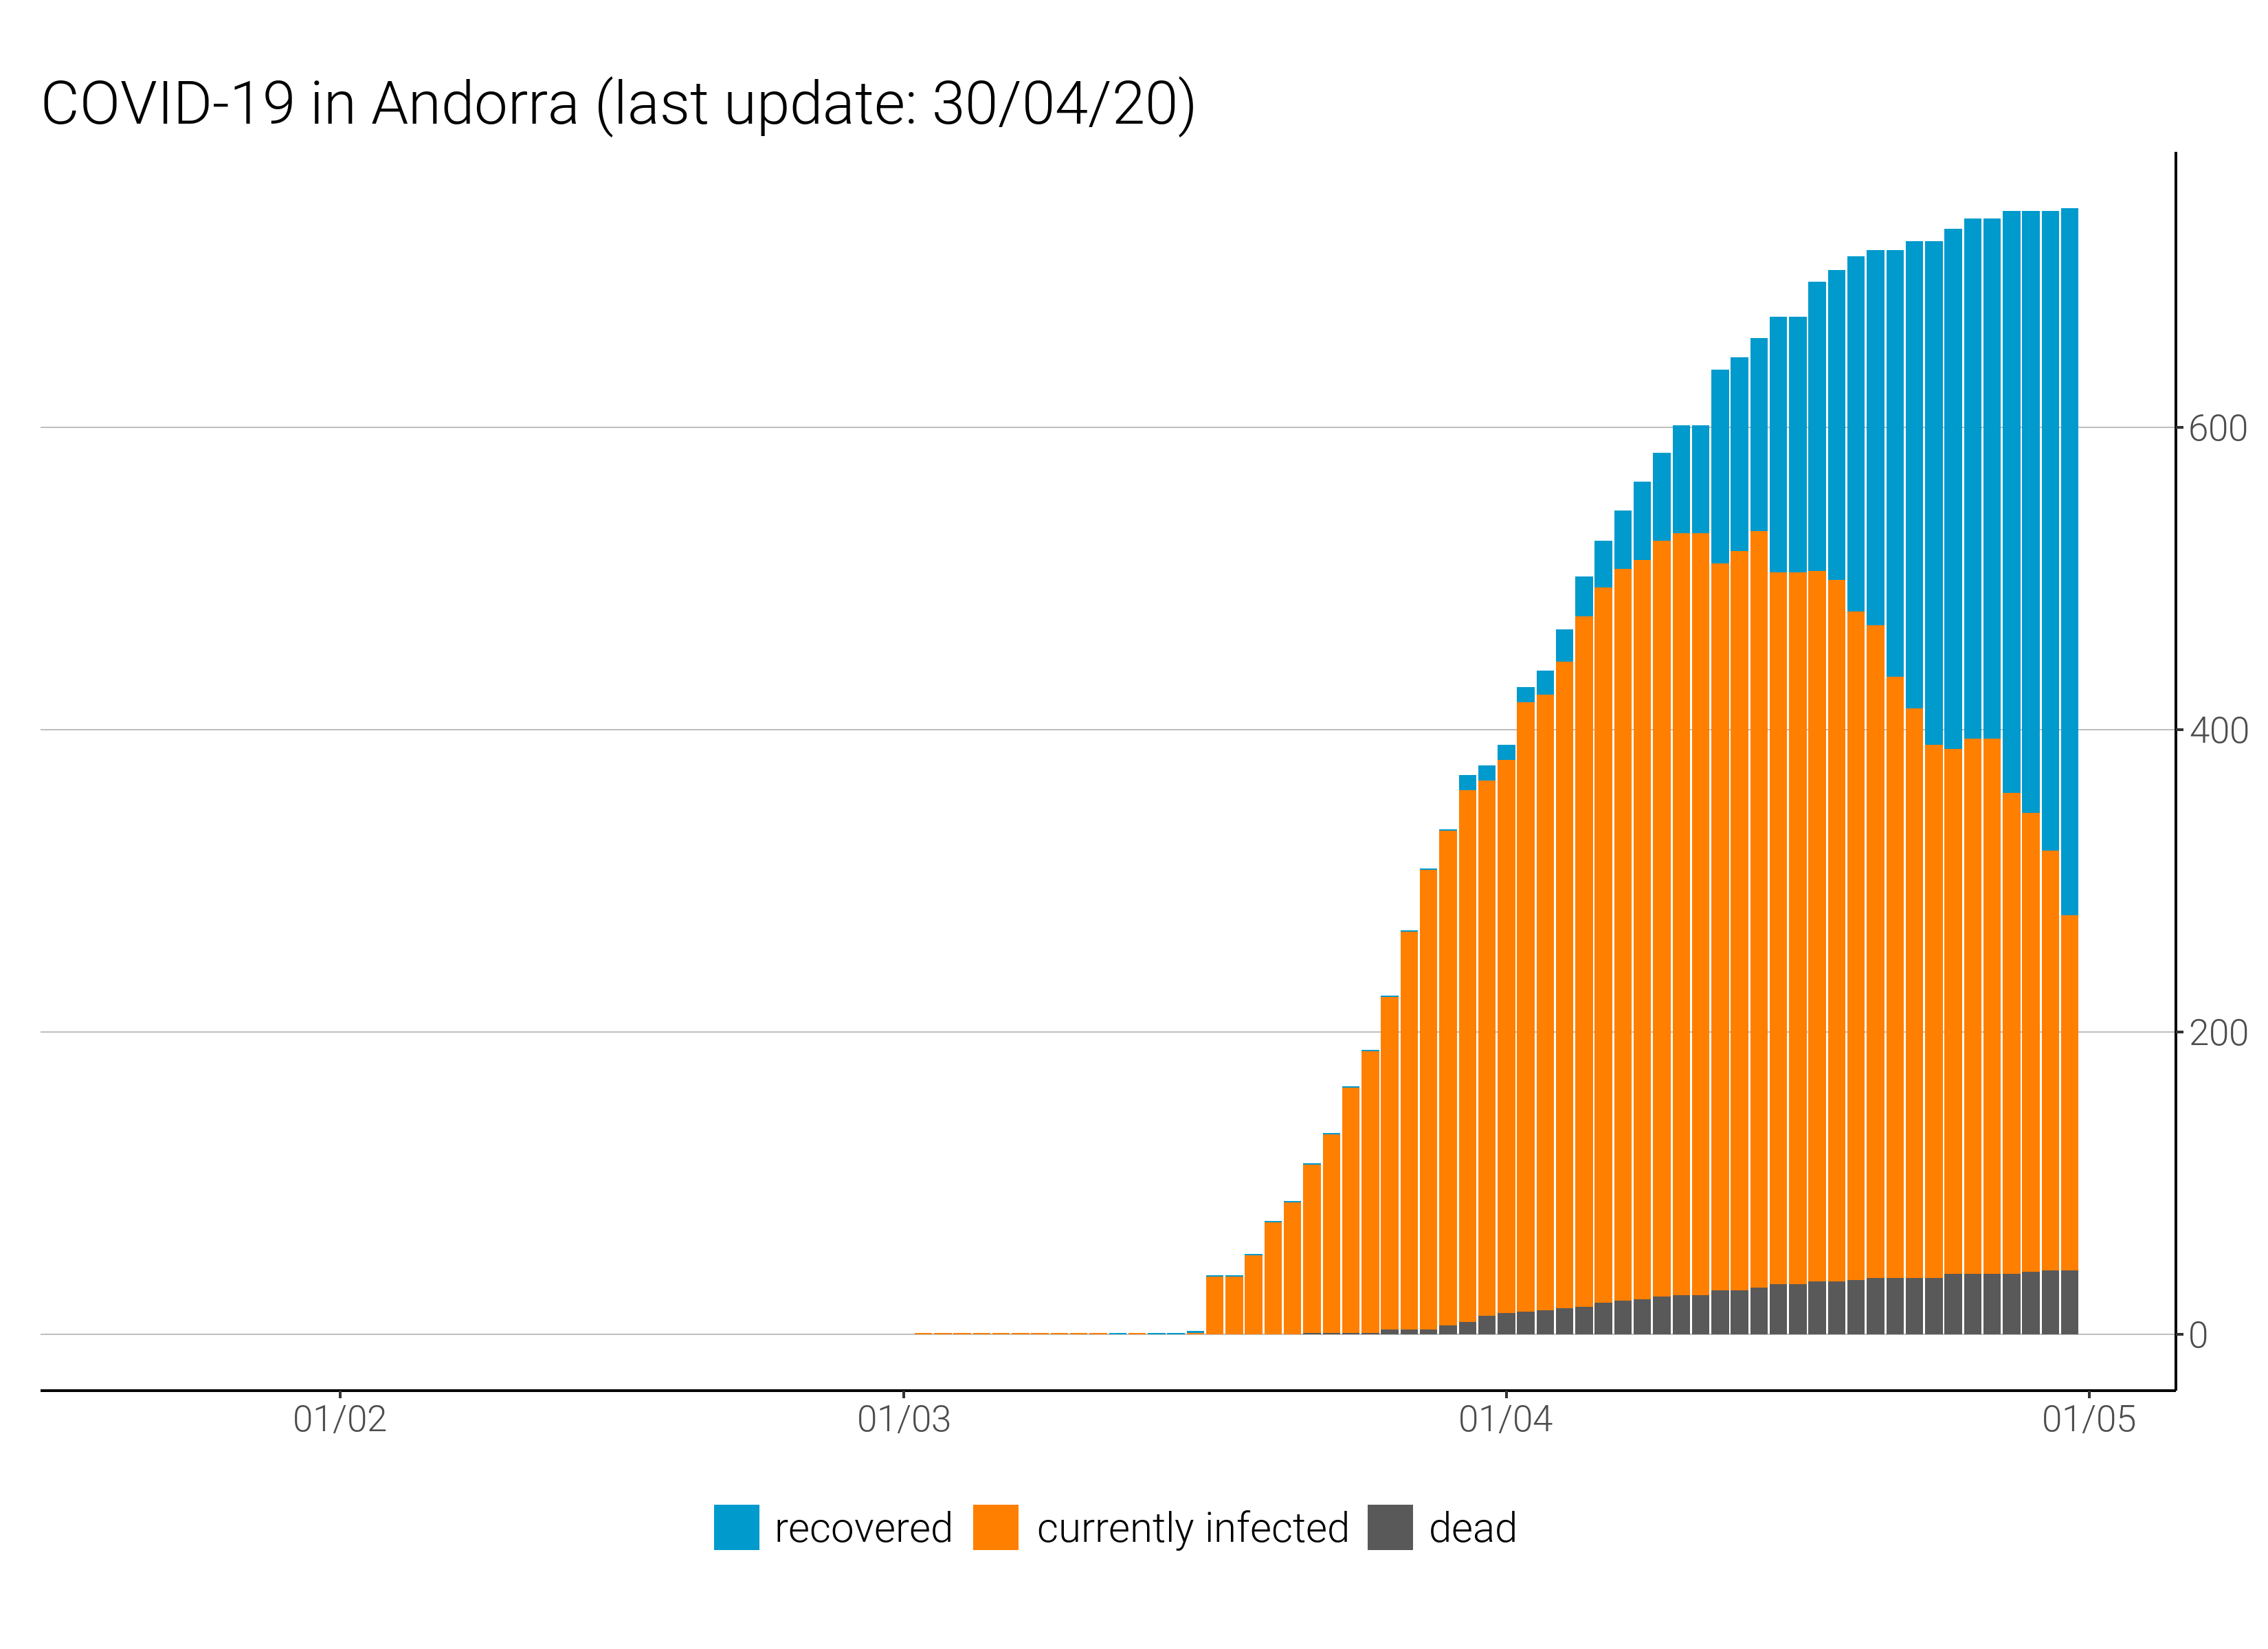 COVID-19 in Andorra (last update: 30/04/20)
600
400
200
0
01/02 01/03 01/04 01/05
recovered currently infected dead